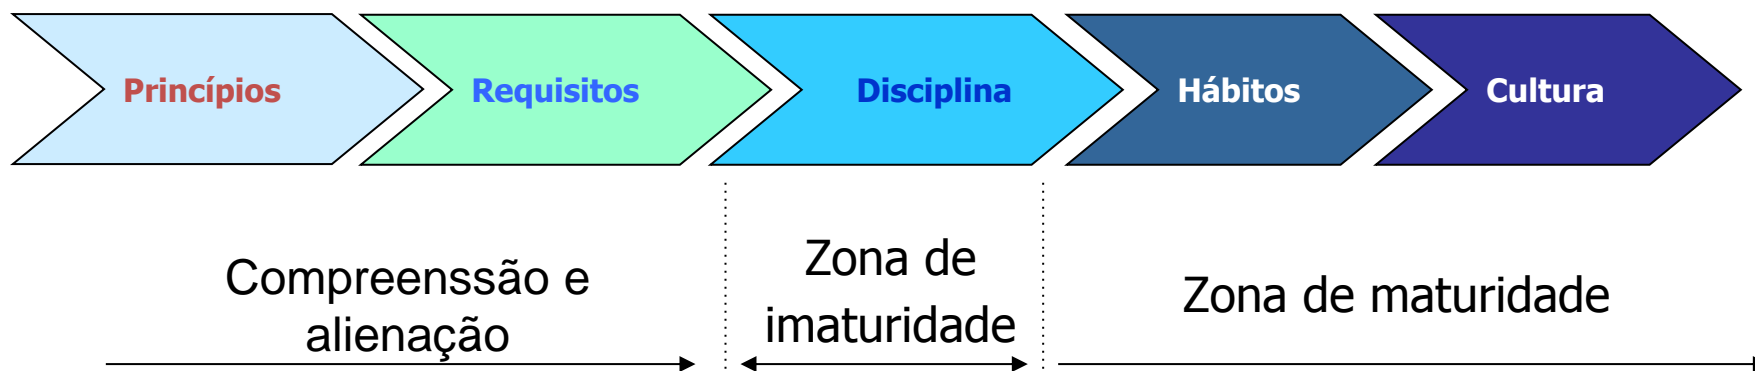 Princípios
Requisitos
Disciplina
Hábitos
Cultura
Compreenssão e
alienação
Zona de
imaturidade
Zona de maturidade